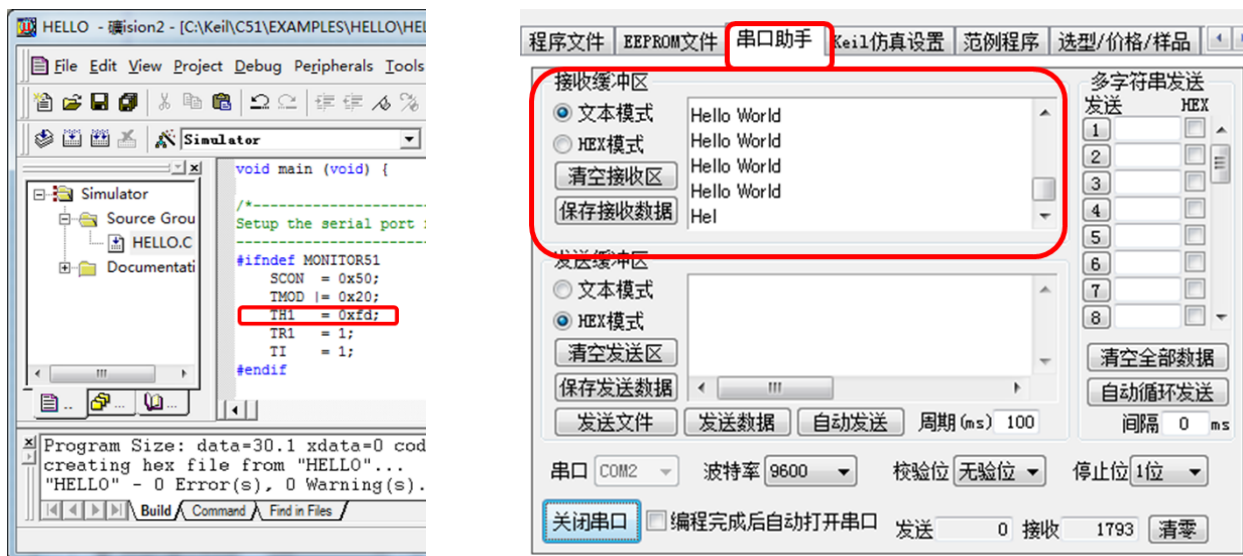 HELLO - 礦ision2 - [C:\Keil\C51\EXAMPLES\HELLO\HEL
File Edit View Project Debug Peripherals Tools
Simulator
Simulator
Source Grou
HELLO.C
Documentati
void main (void) {
/*----------------------
Setup the serial port
----------------------
#ifndef MONITOR51
SCON = 0x50;
TMOD |= 0x20;
TH1 = 0xfd;
TR1 = 1;
TI = 1;
#endif
Program Size: data=30.1 xdata=0 cod
creating hex file from "HELLO"...
"HELLO" - 0 Error(s), 0 Warning(s).
Build Command Find in Files
程序文件 EEPROM文件 串口助手 Keil仿真设置 范例程序 选型/价格/样品
接收缓冲区
文本模式
HEX模式
清空接收区
保存接收数据
Hello World
Hello World
Hello World
Hello World
Hel
发送缓冲区
文本模式
HEX模式
清空发送区
保存发送数据
发送文件 发送数据 自动发送 周期(ms) 100
多字符串发送
发送 HEX
1
2
3
4
5
6
7
8
清空全部数据
自动循环发送
间隔 0 ms
串口 COM2 波特率 9600 校验位 无验位 停止位 1位
关闭串口 编程完成后自动打开串口 发送 0 接收 1793 清零